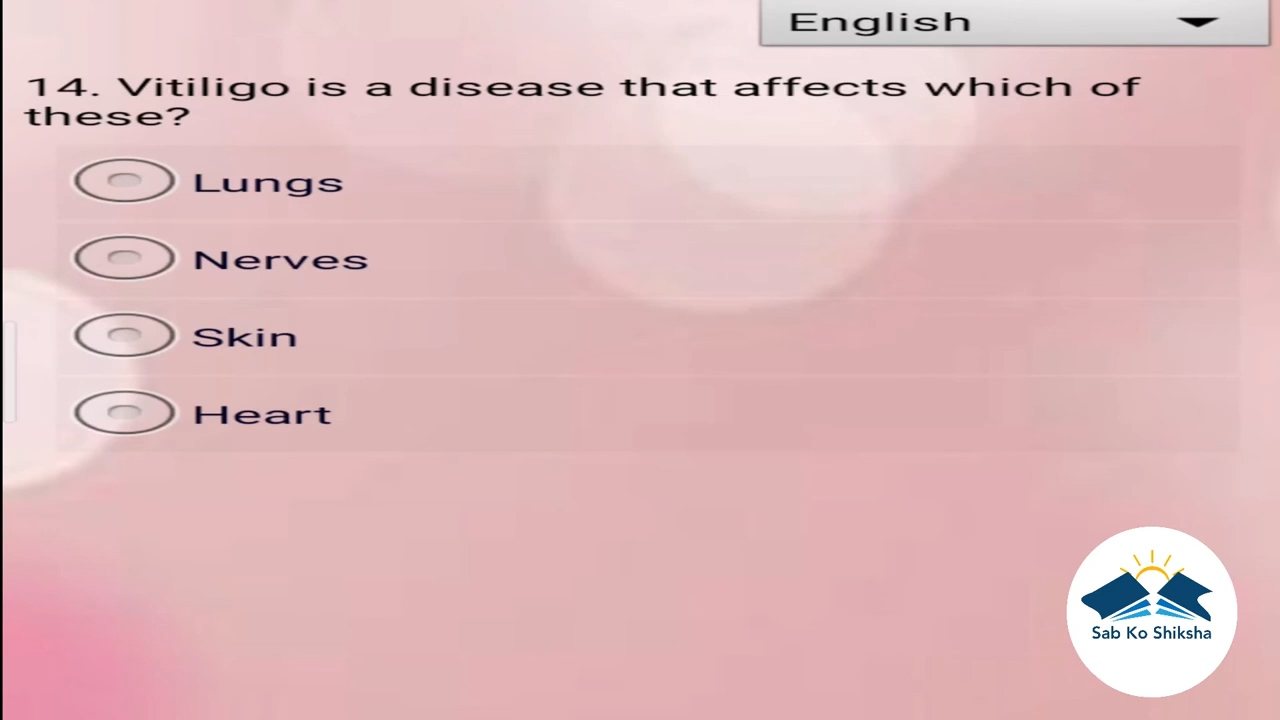 English
14. Vitiligo is a disease that affects which of
these?
Lungs
Nerves
Skin
Heart
Sab Ko Shiksha